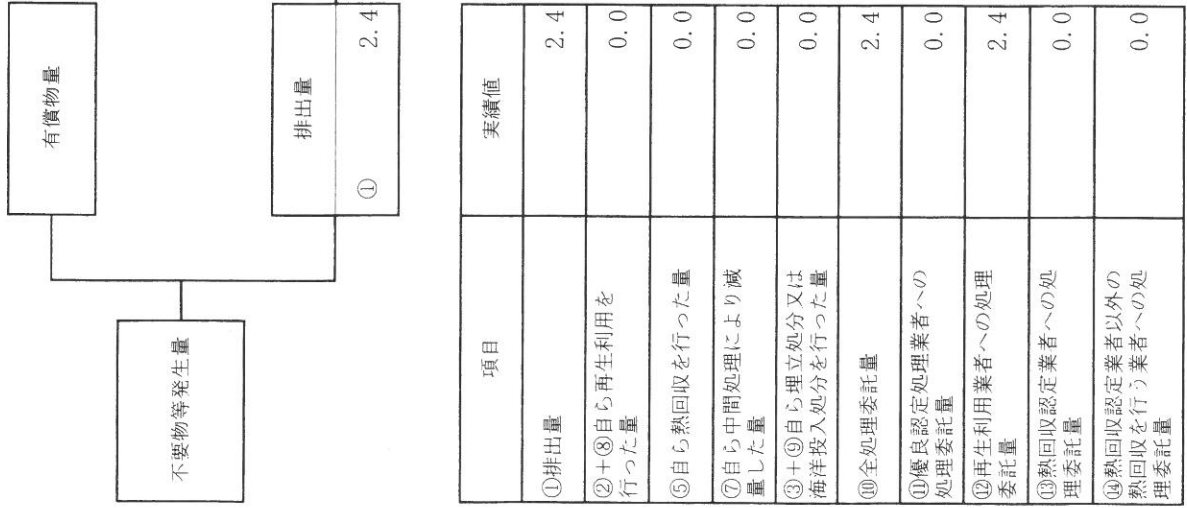 有償物量
不要物等発生量
排出量
①
2.4
項目
実績値
①排出量
2.4
②+⑧自ら再生利用を
行った量
0.0
⑤自ら熱回収を行った量
0.0
⑦自ら中間処理により減
量した量
0.0
③+⑨自ら埋立処分又は
海洋投入処分を行った量
0.0
⑩全処理委託量
2.4
⑪優良認定処理業者への
処理委託量
0.0
⑫再生利用業者への処理
委託量
2.4
⑬熱回収認定業者への処
理委託量
0.0
⑭熱回収認定業者以外の
熱回収を行う業者への処
理委託量
0.0